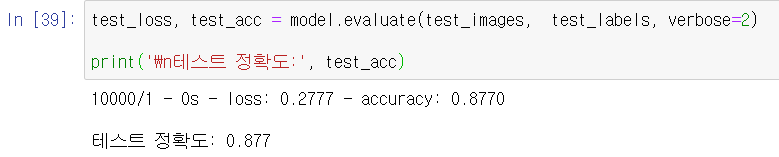 In [39]: test_loss, test_acc = model.evaluate(test_images,  test_labels, verbose=2)
print('₩n테스트 정확도:', test_acc)
10000/1 - 0s - loss: 0.2777 - accuracy: 0.8770
테스트 정확도: 0.877